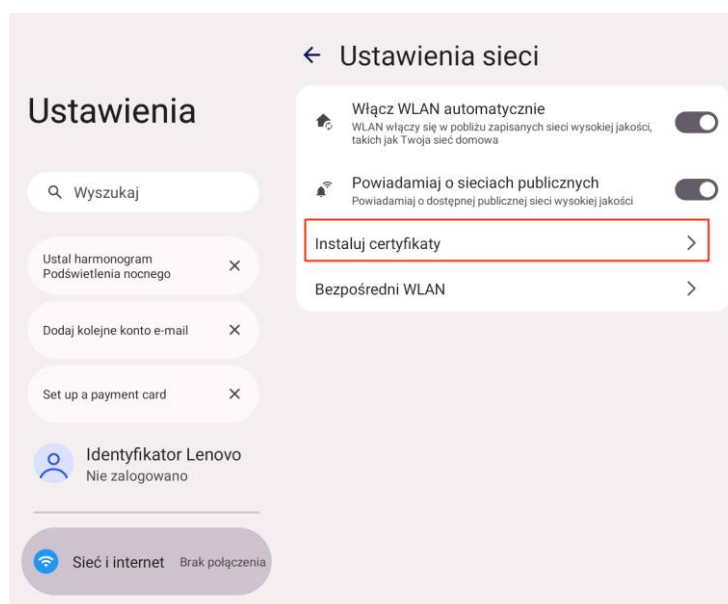 Ustawienia
Wyszukaj
Ustal harmonogram
Podświetlenia nocnego
Dodaj kolejne konto e-mail
Set up a payment card
Identyfikator Lenovo
Nie zalogowano
Sieć i internet Brak połączenia
Ustawienia sieci
Włącz WLAN automatycznie
WLAN włączy się w pobliżu zapisanych sieci wysokiej jakości,
takich jak Twoja sieć domowa
Powiadamiaj o sieciach publicznych
Powiadamiaj o dostępnej publicznej sieci wysokiej jakości
Instaluj certyfikaty
Bezpośredni WLAN